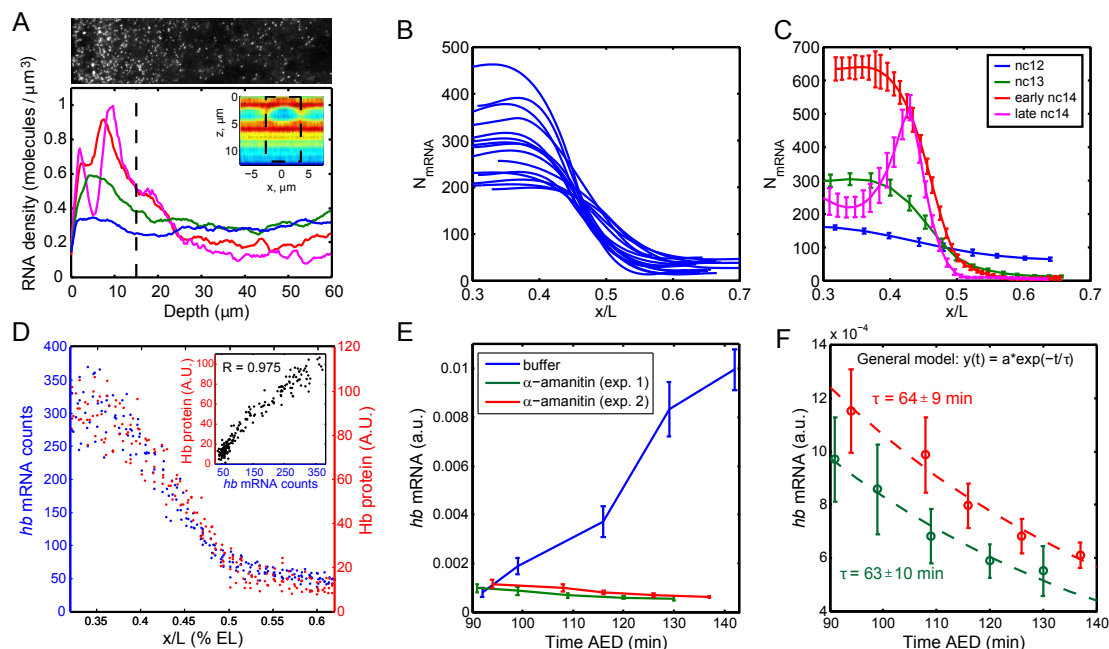 A
RNA density (molecules / μm³)
1
0.8
0.6
0.4
0.2
0
0 10 20 30 40 50 60
Depth (μm)
z, μm
0
5
10
−5 0 5
x, μm
B
N mRNA
500
400
300
200
100
0
0.3 0.4 0.5 0.6 0.7
x/L
C
N mRNA
700
600
500
400
300
200
100
0
0.3 0.4 0.5 0.6 0.7
x/L
nc12
nc13
early nc14
late nc14
D
hb mRNA counts
400
350
300
250
200
150
100
50
0
0.35 0.4 0.45 0.5 0.55 0.6
x/L (% EL)
Hb protein (A.U.)
120
100
80
60
40
20
0
R = 0.975
Hb protein (A.U.)
100
80
60
40
20
0
50 150 250 350
hb mRNA counts
E
hb mRNA (a.u.)
0.01
0.008
0.006
0.004
0.002
0
90 100 110 120 130 140
Time AED (min)
buffer
α−amanitin (exp. 1)
α−amanitin (exp. 2)
F
x 10⁻⁴
hb mRNA (a.u.)
14
12
10
8
6
4
100 110 120 130 140
Time AED (min)
General model: y(t) = a*exp(−t/τ)
τ = 64 ± 9 min
τ = 63 ± 10 min